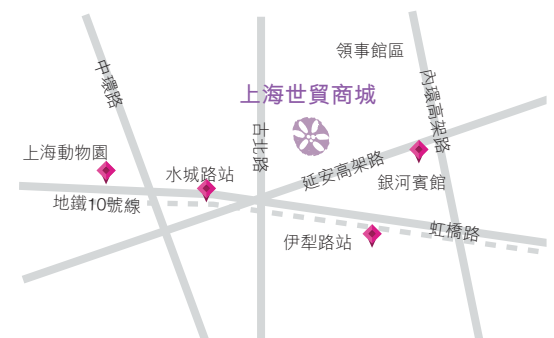 領事館區
中環路
上海世貿商城
內環高架路
古北路
上海動物園
水城路站
延安高架路
銀河賓館
地鐵10號線
伊犁路站
虹橋路